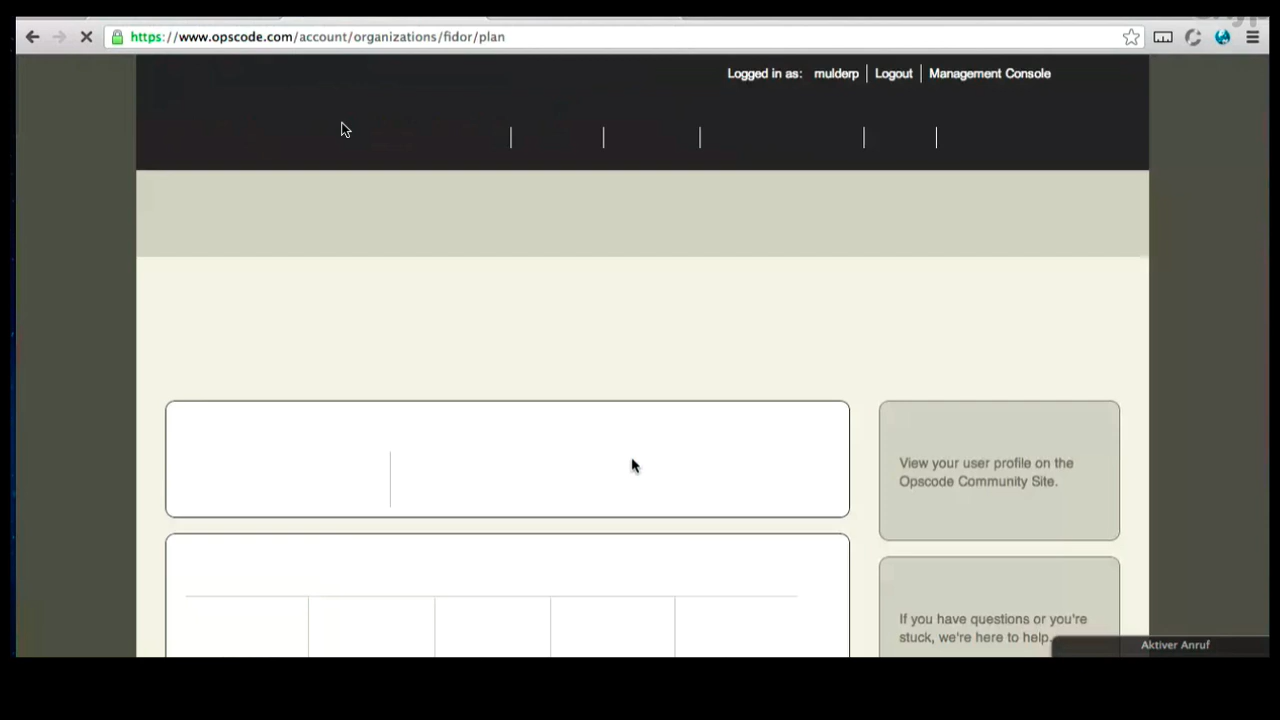 https://www.opscode.com/account/organizations/fidor/plan
Logged in as: mulderp Logout Management Console
View your user profile on the
Opscode Community Site.
If you have questions or you're
stuck, we're here to help.
Aktiver Anruf